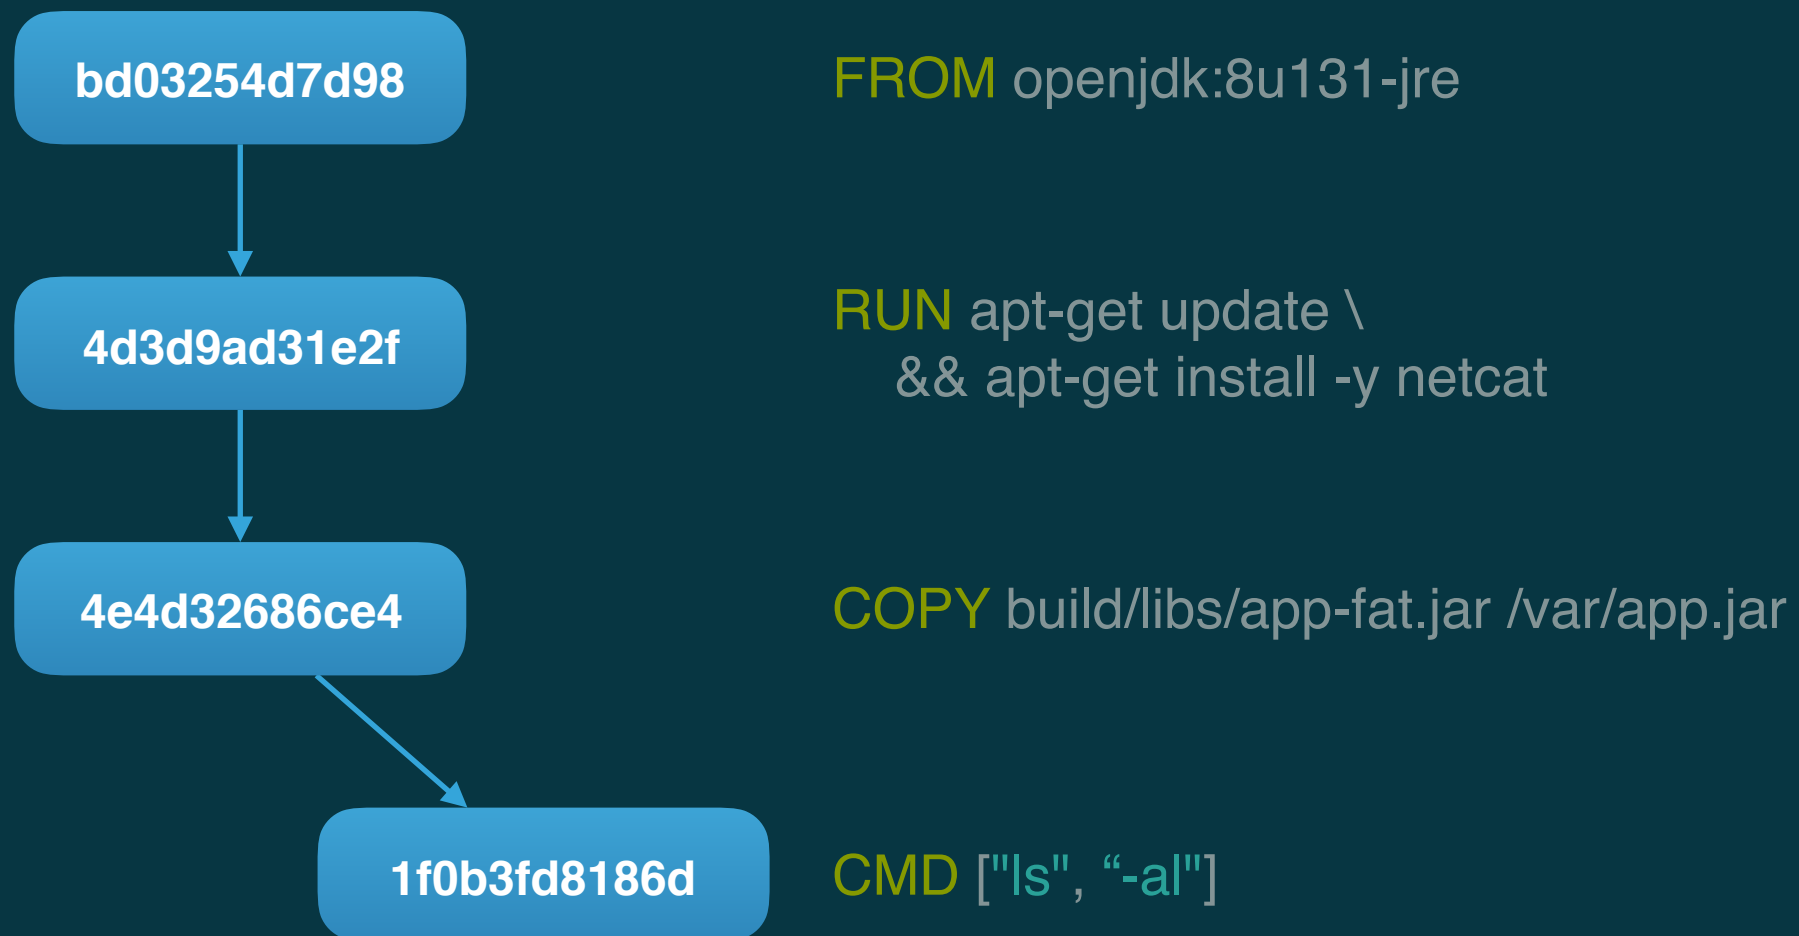 bd03254d7d98
FROM openjdk:8u131-jre
4d3d9ad31e2f
RUN apt-get update \
&& apt-get install -y netcat
4e4d32686ce4
COPY build/libs/app-fat.jar /var/app.jar
1f0b3fd8186d
CMD ["ls", “-al"]